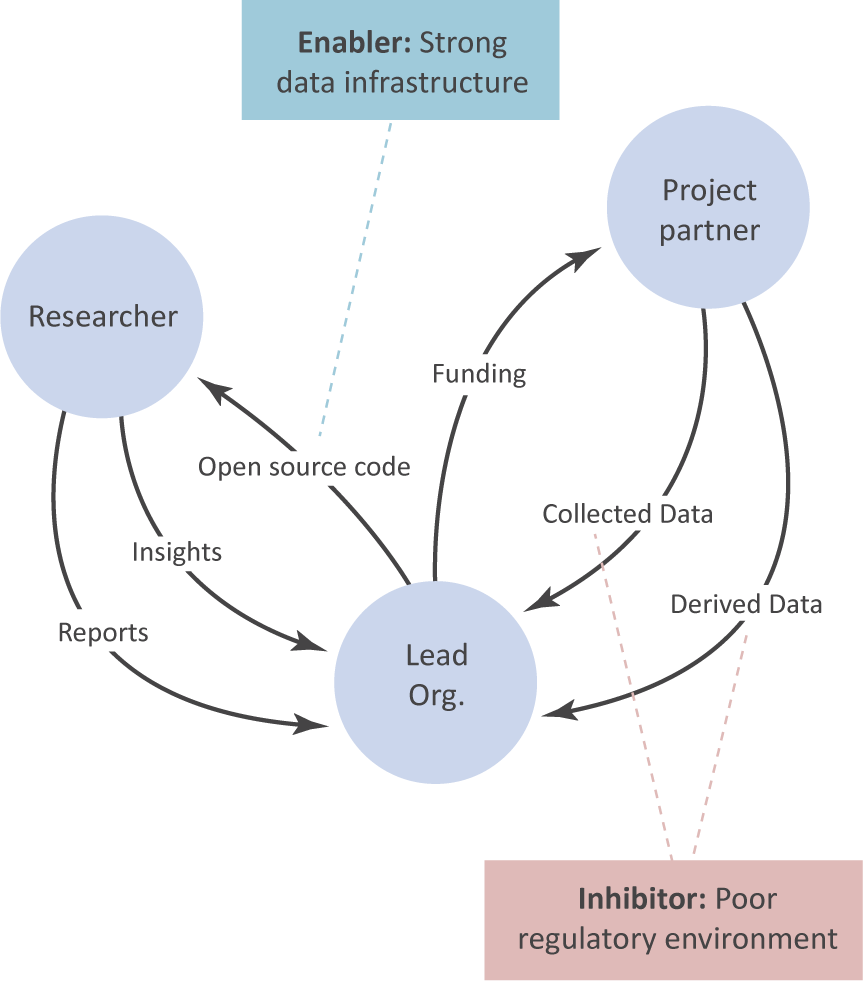 Enabler: Strong
data infrastructure
Project
partner
Researcher
Funding
Open source code
Collected Data
Insights
Derived Data
Reports
Lead
Org.
Inhibitor: Poor
regulatory environment